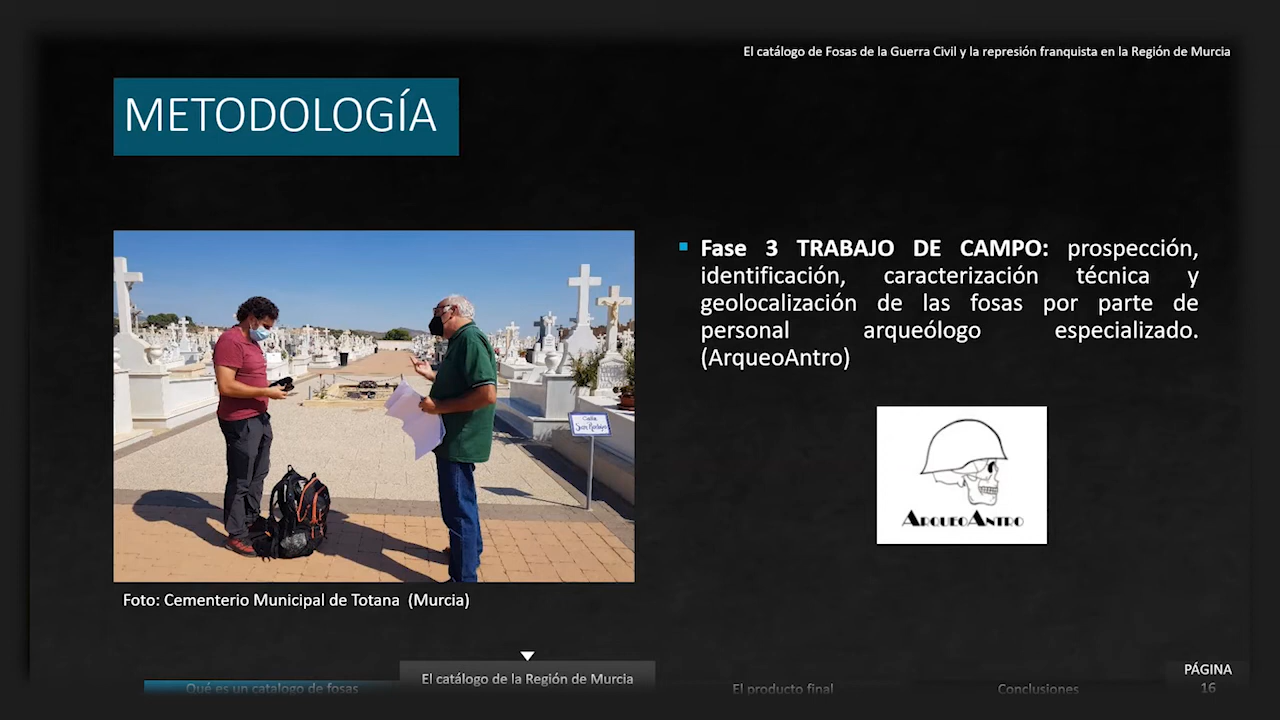 El catálogo de Fosas de la Guerra Civil y la represión franquista en la Región de Murcia
METODOLOGÍA
Fase 3 TRABAJO DE CAMPO: prospección,
identificación, caracterización técnica y
geolocalización de las fosas por parte de
personal arqueólogo especializado.
(ArqueoAntro)
Calle
ARQUEOANTRO
Foto: Cementerio Municipal de Totana (Murcia)
Qué es un catalogo de fosas
El catálogo de la Región de Murcia
El producto final
Conclusiones
PÁGINA
16